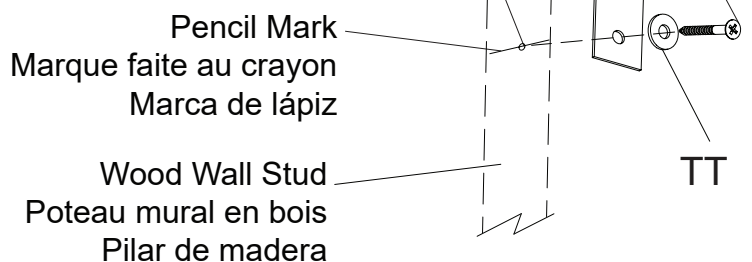 Pencil Mark
Marque faite au crayon
Marca de lápiz
TT
Wood Wall Stud
Poteau mural en bois
Pilar de madera